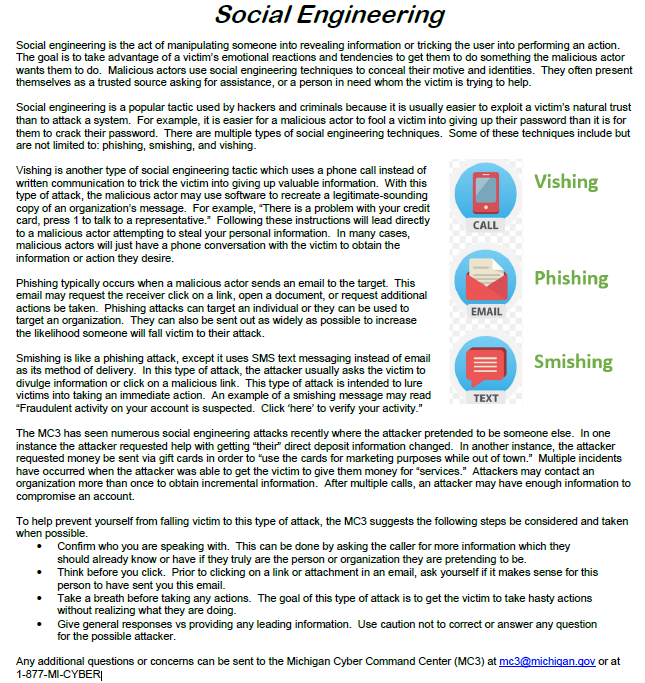 Social Engineering
Social engineering is the act of manipulating someone into revealing information or tricking the user into performing an action.
The goal is to take advantage of a victim's emotional reactions and tendencies to get them to do something the malicious actor
wants them to do.  Malicious actors use social engineering techniques to conceal their motive and identities.  They often present
themselves as a trusted source asking for assistance, or a person in need whom the victim is trying to help.
Social engineering is a popular tactic used by hackers and criminals because it is usually easier to exploit a victim's natural trust
than to attack a system.  For example, it is easier for a malicious actor to fool a victim into giving up their password than it is for
them to crack their password.  There are multiple types of social engineering techniques.  Some of these techniques include but
are not limited to: phishing, smishing, and vishing.
Vishing is another type of social engineering tactic which uses a phone call instead of
written communication to trick the victim into giving up valuable information.  With this
type of attack, the malicious actor may use software to recreate a legitimate-sounding
copy of an organization's message.  For example, "There is a problem with your credit
card, press 1 to talk to a representative."  Following these instructions will lead directly
to a malicious actor attempting to steal your personal information.  In many cases,
malicious actors will just have a phone conversation with the victim to obtain the
information or action they desire.
Phishing typically occurs when a malicious actor sends an email to the target.  This
email may request the receiver click on a link, open a document, or request additional
actions be taken.  Phishing attacks can target an individual or they can be used to
target an organization.  They can also be sent out as widely as possible to increase
the likelihood someone will fall victim to their attack.
Smishing is like a phishing attack, except it uses SMS text messaging instead of email
as its method of delivery.  In this type of attack, the attacker usually asks the victim to
divulge information or click on a malicious link.  This type of attack is intended to lure
victims into taking an immediate action.  An example of a smishing message may read
"Fraudulent activity on your account is suspected.  Click 'here' to verify your activity."
Vishing
CALL
Phishing
EMAIL
Smishing
TEXT
The MC3 has seen numerous social engineering attacks recently where the attacker pretended to be someone else.  In one
instance the attacker requested help with getting "their" direct deposit information changed.  In another instance, the attacker
requested money be sent via gift cards in order to "use the cards for marketing purposes while out of town."  Multiple incidents
have occurred when the attacker was able to get the victim to give them money for "services."  Attackers may contact an
organization more than once to obtain incremental information.  After multiple calls, an attacker may have enough information to
compromise an account.
To help prevent yourself from falling victim to this type of attack, the MC3 suggests the following steps be considered and taken
when possible.
• Confirm who you are speaking with.  This can be done by asking the caller for more information which they
should already know or have if they truly are the person or organization they are pretending to be.
• Think before you click.  Prior to clicking on a link or attachment in an email, ask yourself if it makes sense for this
person to have sent you this email.
• Take a breath before taking any actions.  The goal of this type of attack is to get the victim to take hasty actions
without realizing what they are doing.
• Give general responses vs providing any leading information.  Use caution not to correct or answer any question
for the possible attacker.
Any additional questions or concerns can be sent to the Michigan Cyber Command Center (MC3) at mc3@michigan.gov or at
1-877-MI-CYBER